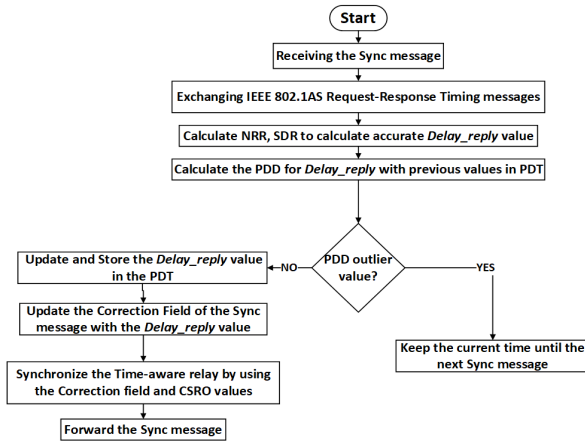 Start
Receiving the Sync message
Exchanging IEEE 802.1AS Request-Response Timing messages
Calculate NRR, SDR to calculate accurate Delay_reply value
Calculate the PDD for Delay_reply with previous values in PDT
PDD outlier
value?
NO
YES
Update and Store the Delay_reply value
in the PDT
Update the Correction Field of the Sync
message with the Delay_reply value
Synchronize the Time-aware relay by using
the Correction field and CSRO values
Forward the Sync message
Keep the current time until the
next Sync message